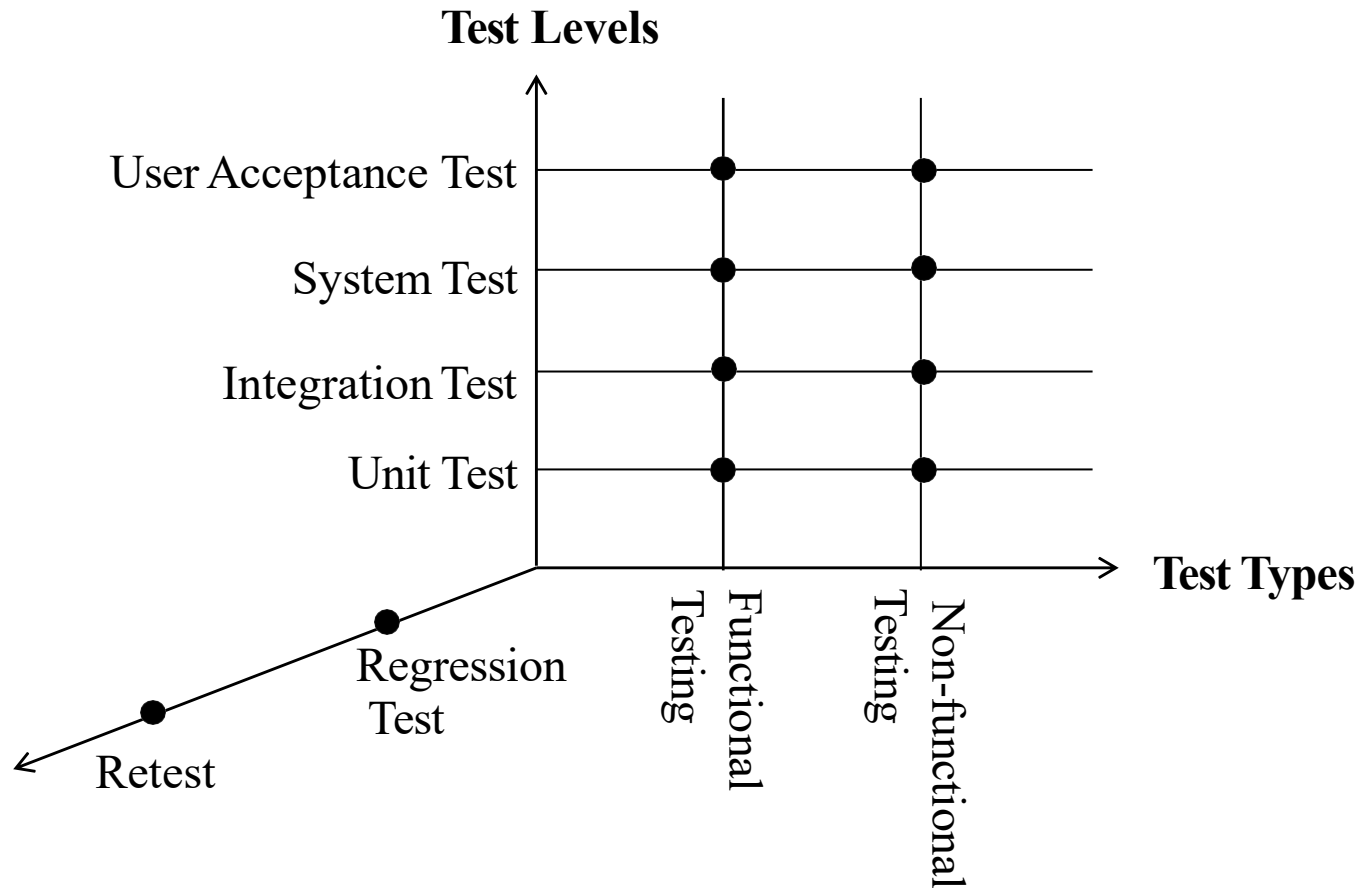 Test Levels
User Acceptance Test
System Test
Integration Test
Unit Test
Test Types
Functional
Testing
Non-functional
Testing
Regression
Test
Retest